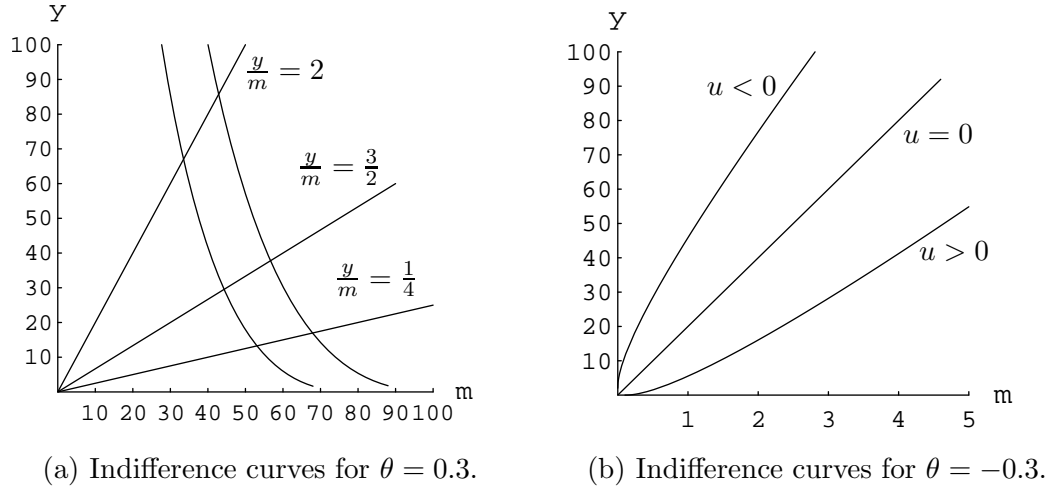 y
100
90
80
70
60
50
40
30
20
10
y/m = 2
y/m = 3/2
y/m = 1/4
m
10 20 30 40 50 60 70 80 90 100
(a) Indifference curves for θ = 0.3.
y
100
90
80
70
60
50
40
30
20
10
u < 0
u = 0
u > 0
m
1 2 3 4 5
(b) Indifference curves for θ = −0.3.